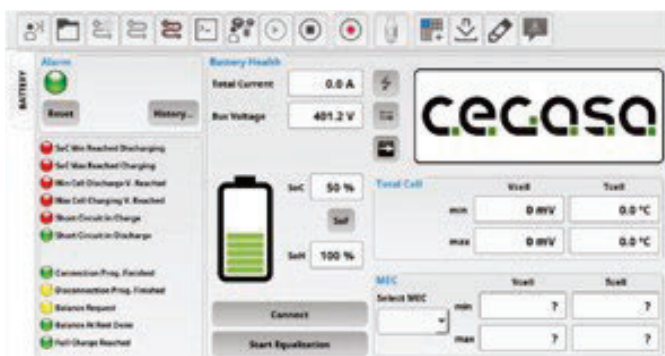 BATTERY
Alarm
Reset
History...
SoC Min Reached Discharging
SoC Max Reached Charging
Min Cell Discharge V. Reached
Max Cell Charging V. Reached
Short Circuit in Charge
Short Circuit in Discharge
Connection Prog. Finished
Disconnection Prog. Finished
Balance Request
Balance At Rest Done
Full Charge Reached
Battery Health
Total Current 0.0 A
Bus Voltage 401.2 V
SoC 50 %
SoH 100 %
Connect
Start Equalization
cegasa
Total Cell
Vcell Tcell
min 0 mV 0.0 °C
max 0 mV 0.0 °C
MEC
Vcell Tcell
Select MEC
min ? ?
max ? ?